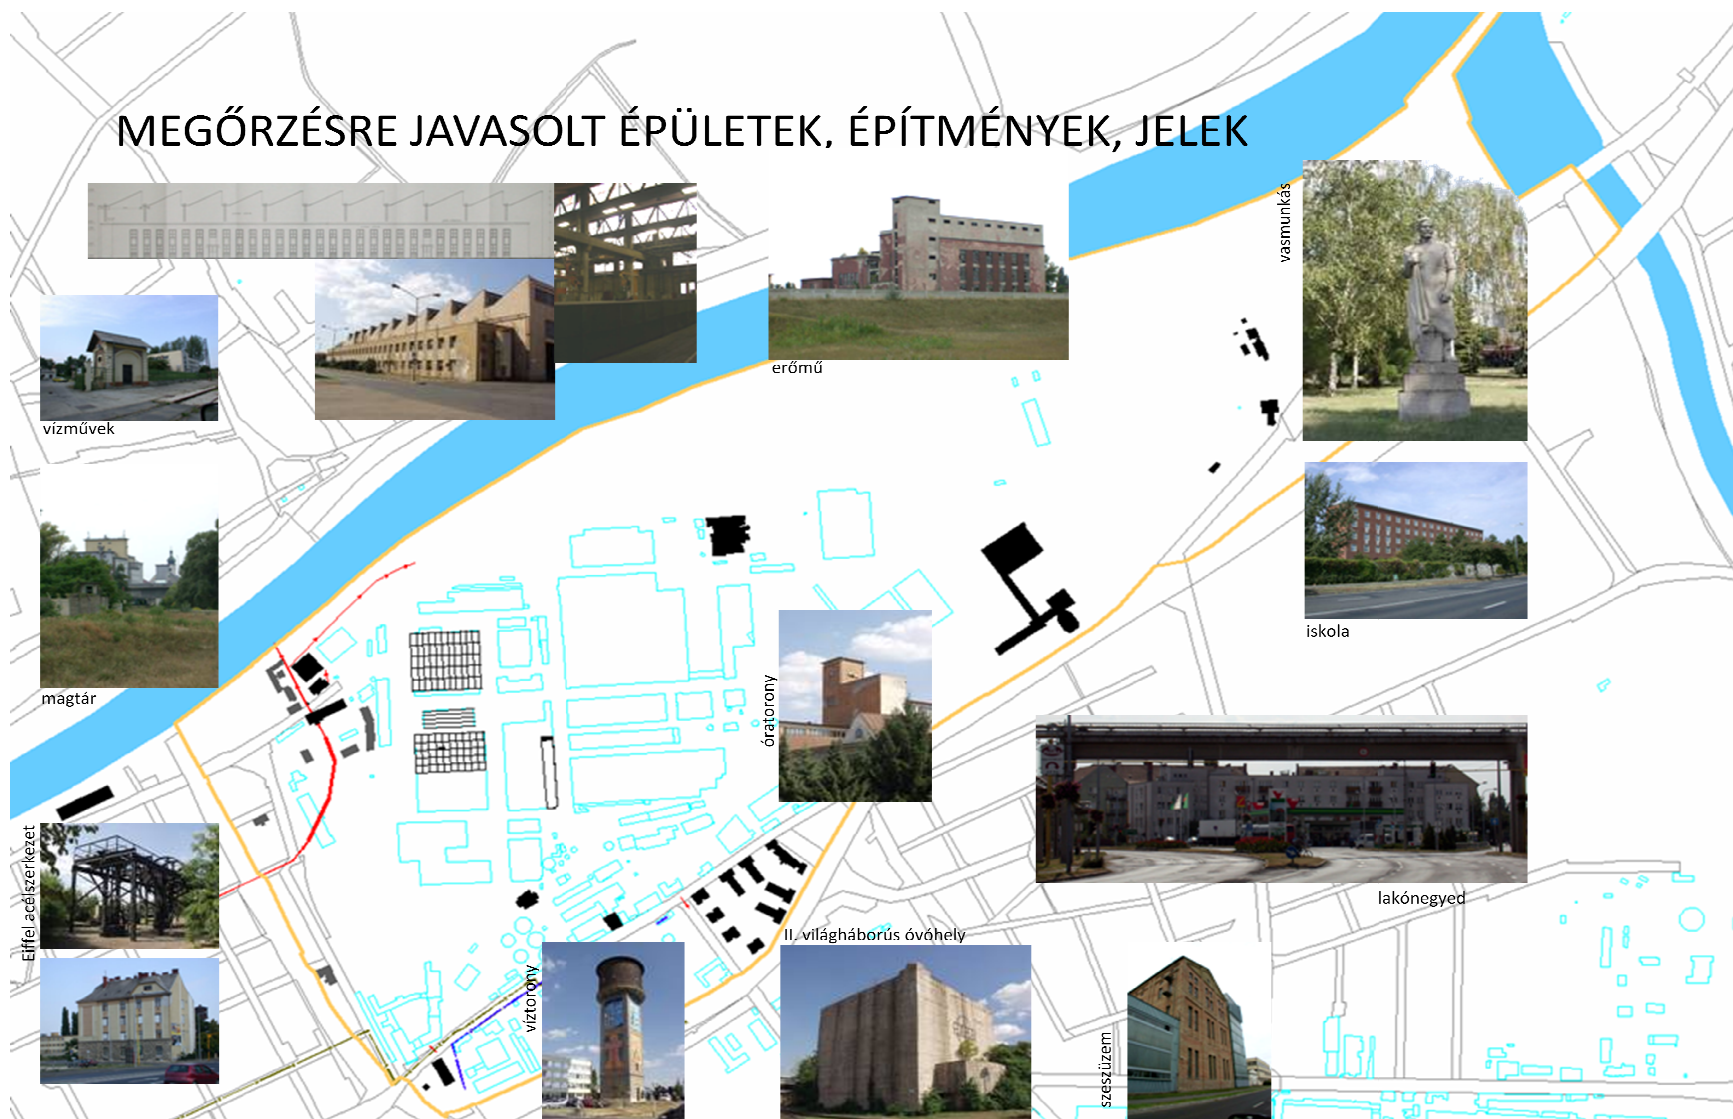 MEGŐRZÉSRE JAVASOLT ÉPÜLETEK, ÉPÍTMÉNYEK, JELEK
vasmunkás
erőmű
vízművek
iskola
magtár
óratorony
Eiffel acélszerkezet
lakónegyed
II. világháborús óvóhely
víztorony
szeszüzem